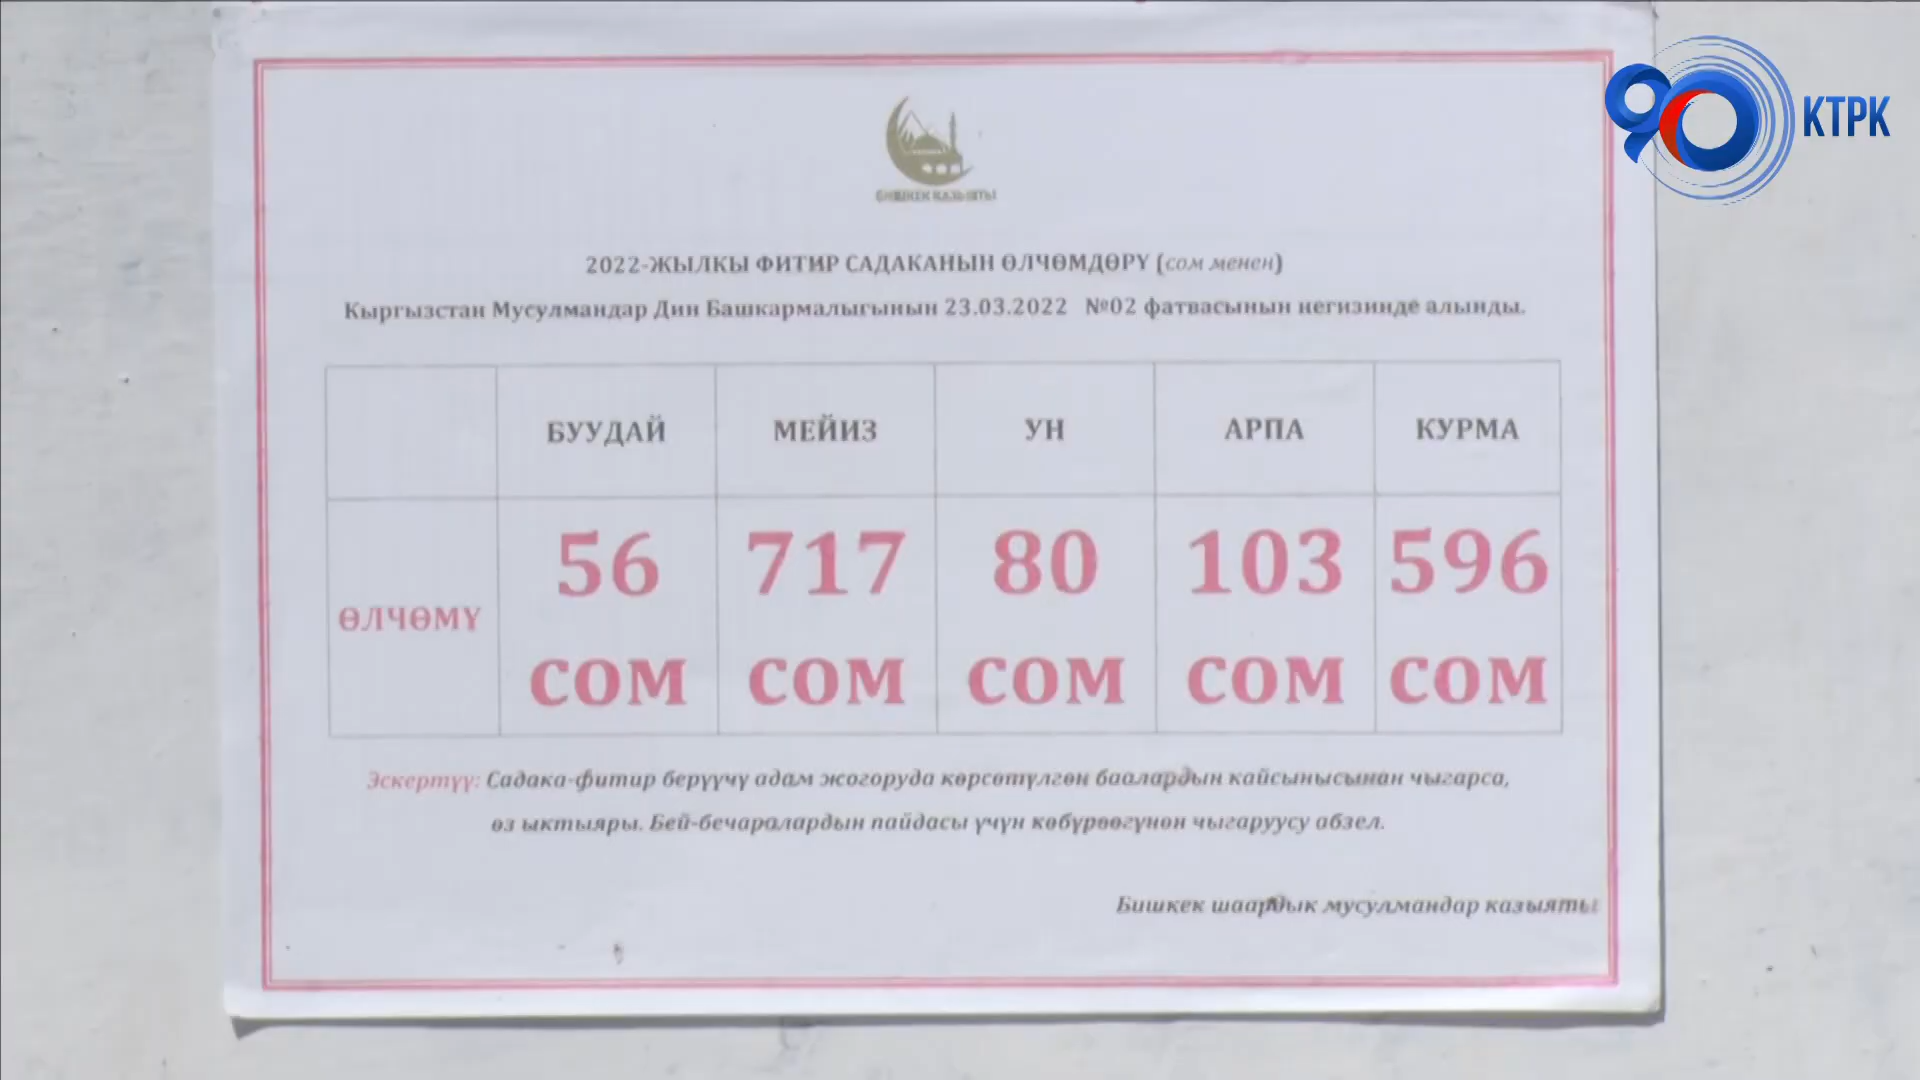 90 КТРК
БИШКЕК КАЗЫЯТЫ
2022-ЖЫЛКЫ ФИТИР САДАКАНЫН ӨЛЧӨМДӨРҮ (сом менен)
Кыргызстан Мусулмандар Дин Башкармалыгынын 23.03.2022 №02 фатвасынын негизинде алынды.
БУУДАЙ МЕЙИЗ УН АРПА КУРМА
ӨЛЧӨМҮ
56 717 80 103 596
СОМ СОМ СОМ СОМ СОМ
Эскертүү: Садака-фитир берүүчү адам жогоруда көрсөтүлгөн баалардын кайсынысынан чыгарса,
өз ыктыяры. Бей-бечаралардын пайдасы үчүн көбүрөөгүнөн чыгаруусу абзел.
Бишкек шаардык мусулмандар казыяты